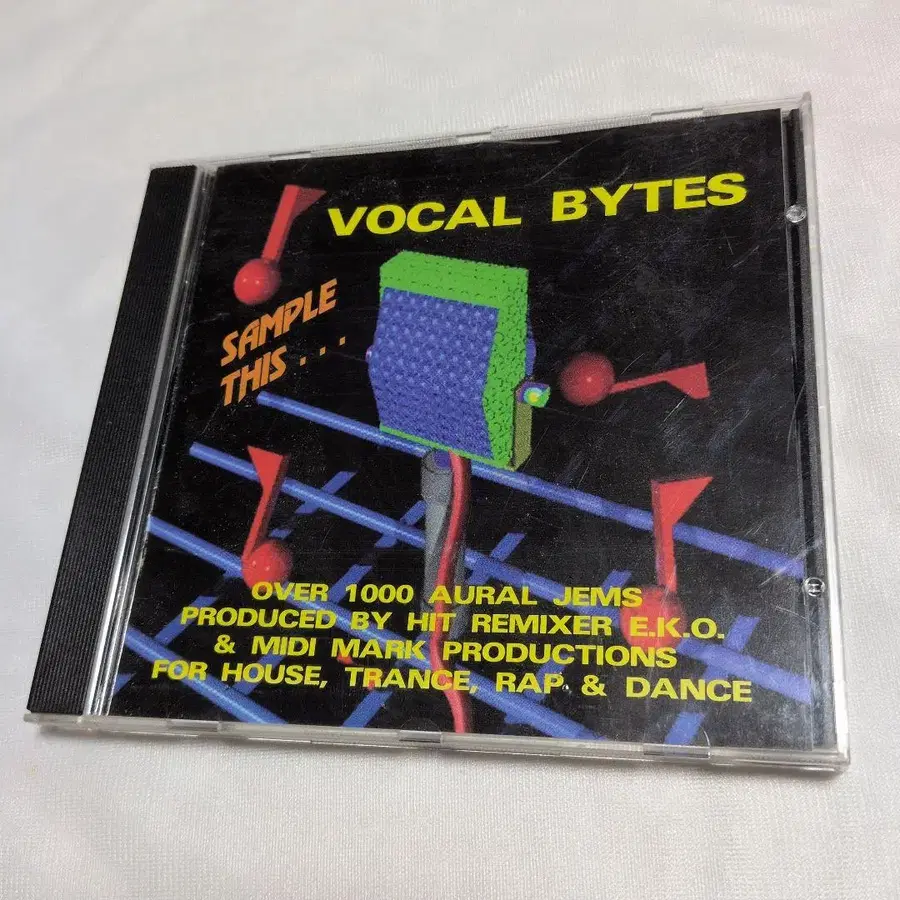 VOCAL BYTES
SAMPLE
THIS...
OVER 1000 AURAL JEMS
PRODUCED BY HIT REMIXER E.K.O.
& MIDI MARK PRODUCTIONS
FOR HOUSE, TRANCE, RAP & DANCE